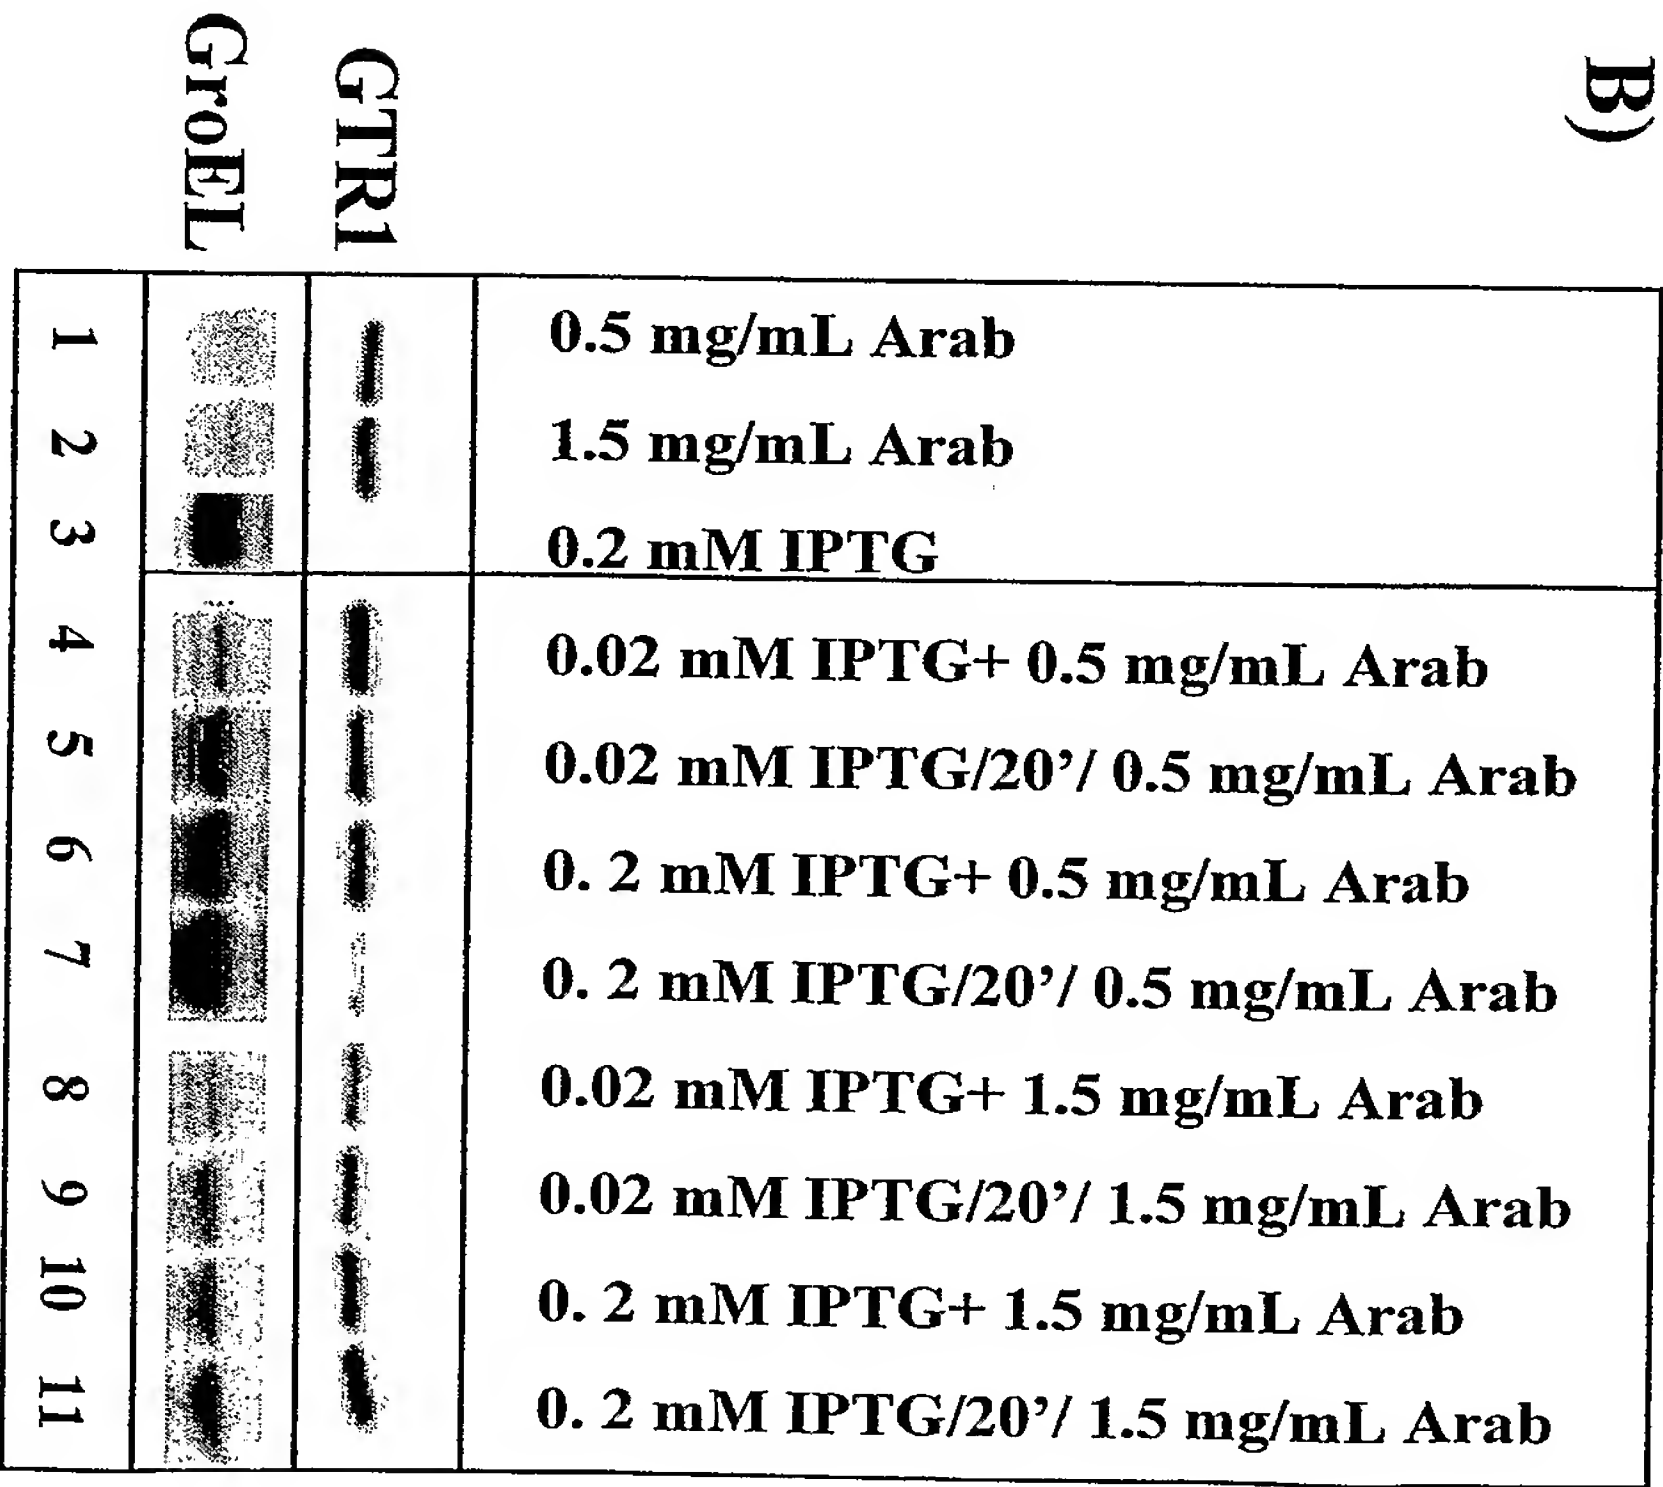 B)
GTR1
GroEL
0.5 mg/mL Arab
1.5 mg/mL Arab
0.2 mM IPTG
0.02 mM IPTG+ 0.5 mg/mL Arab
0.02 mM IPTG/20’/ 0.5 mg/mL Arab
0. 2 mM IPTG+ 0.5 mg/mL Arab
0. 2 mM IPTG/20’/ 0.5 mg/mL Arab
0.02 mM IPTG+ 1.5 mg/mL Arab
0.02 mM IPTG/20’/ 1.5 mg/mL Arab
0. 2 mM IPTG+ 1.5 mg/mL Arab
0. 2 mM IPTG/20’/ 1.5 mg/mL Arab
1 2 3 4 5 6 7 8 9 10 11